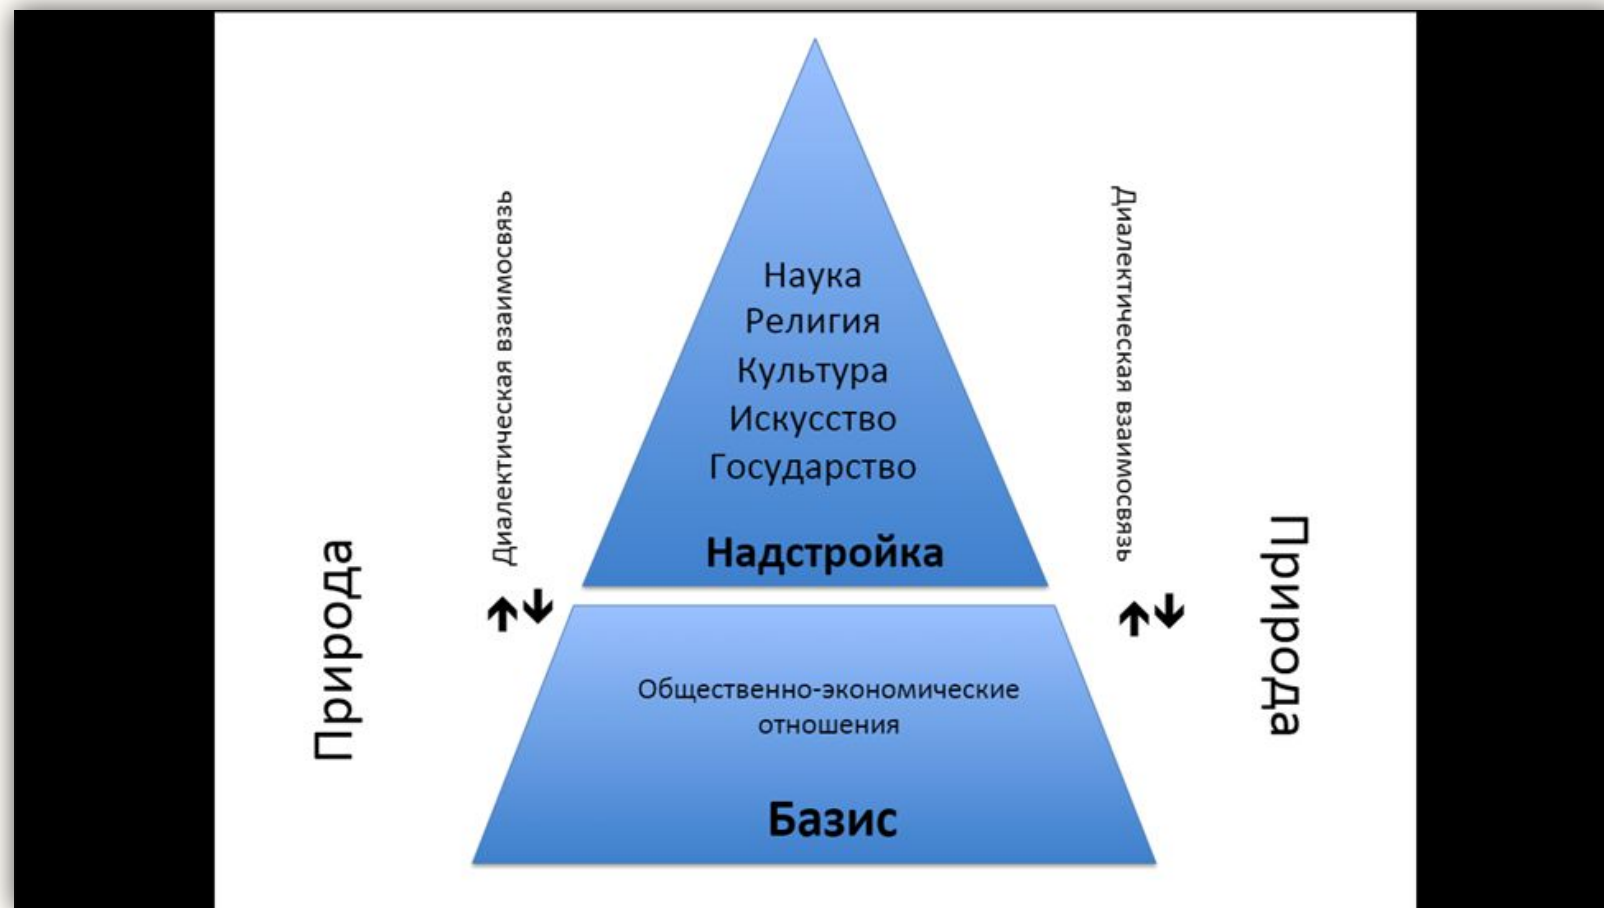 Наука
Религия
Культура
Искусство
Государство
Надстройка
Диалектическая взаимосвязь
Диалектическая взаимосвязь
Природа
Природа
Общественно-экономические
отношения
Базис